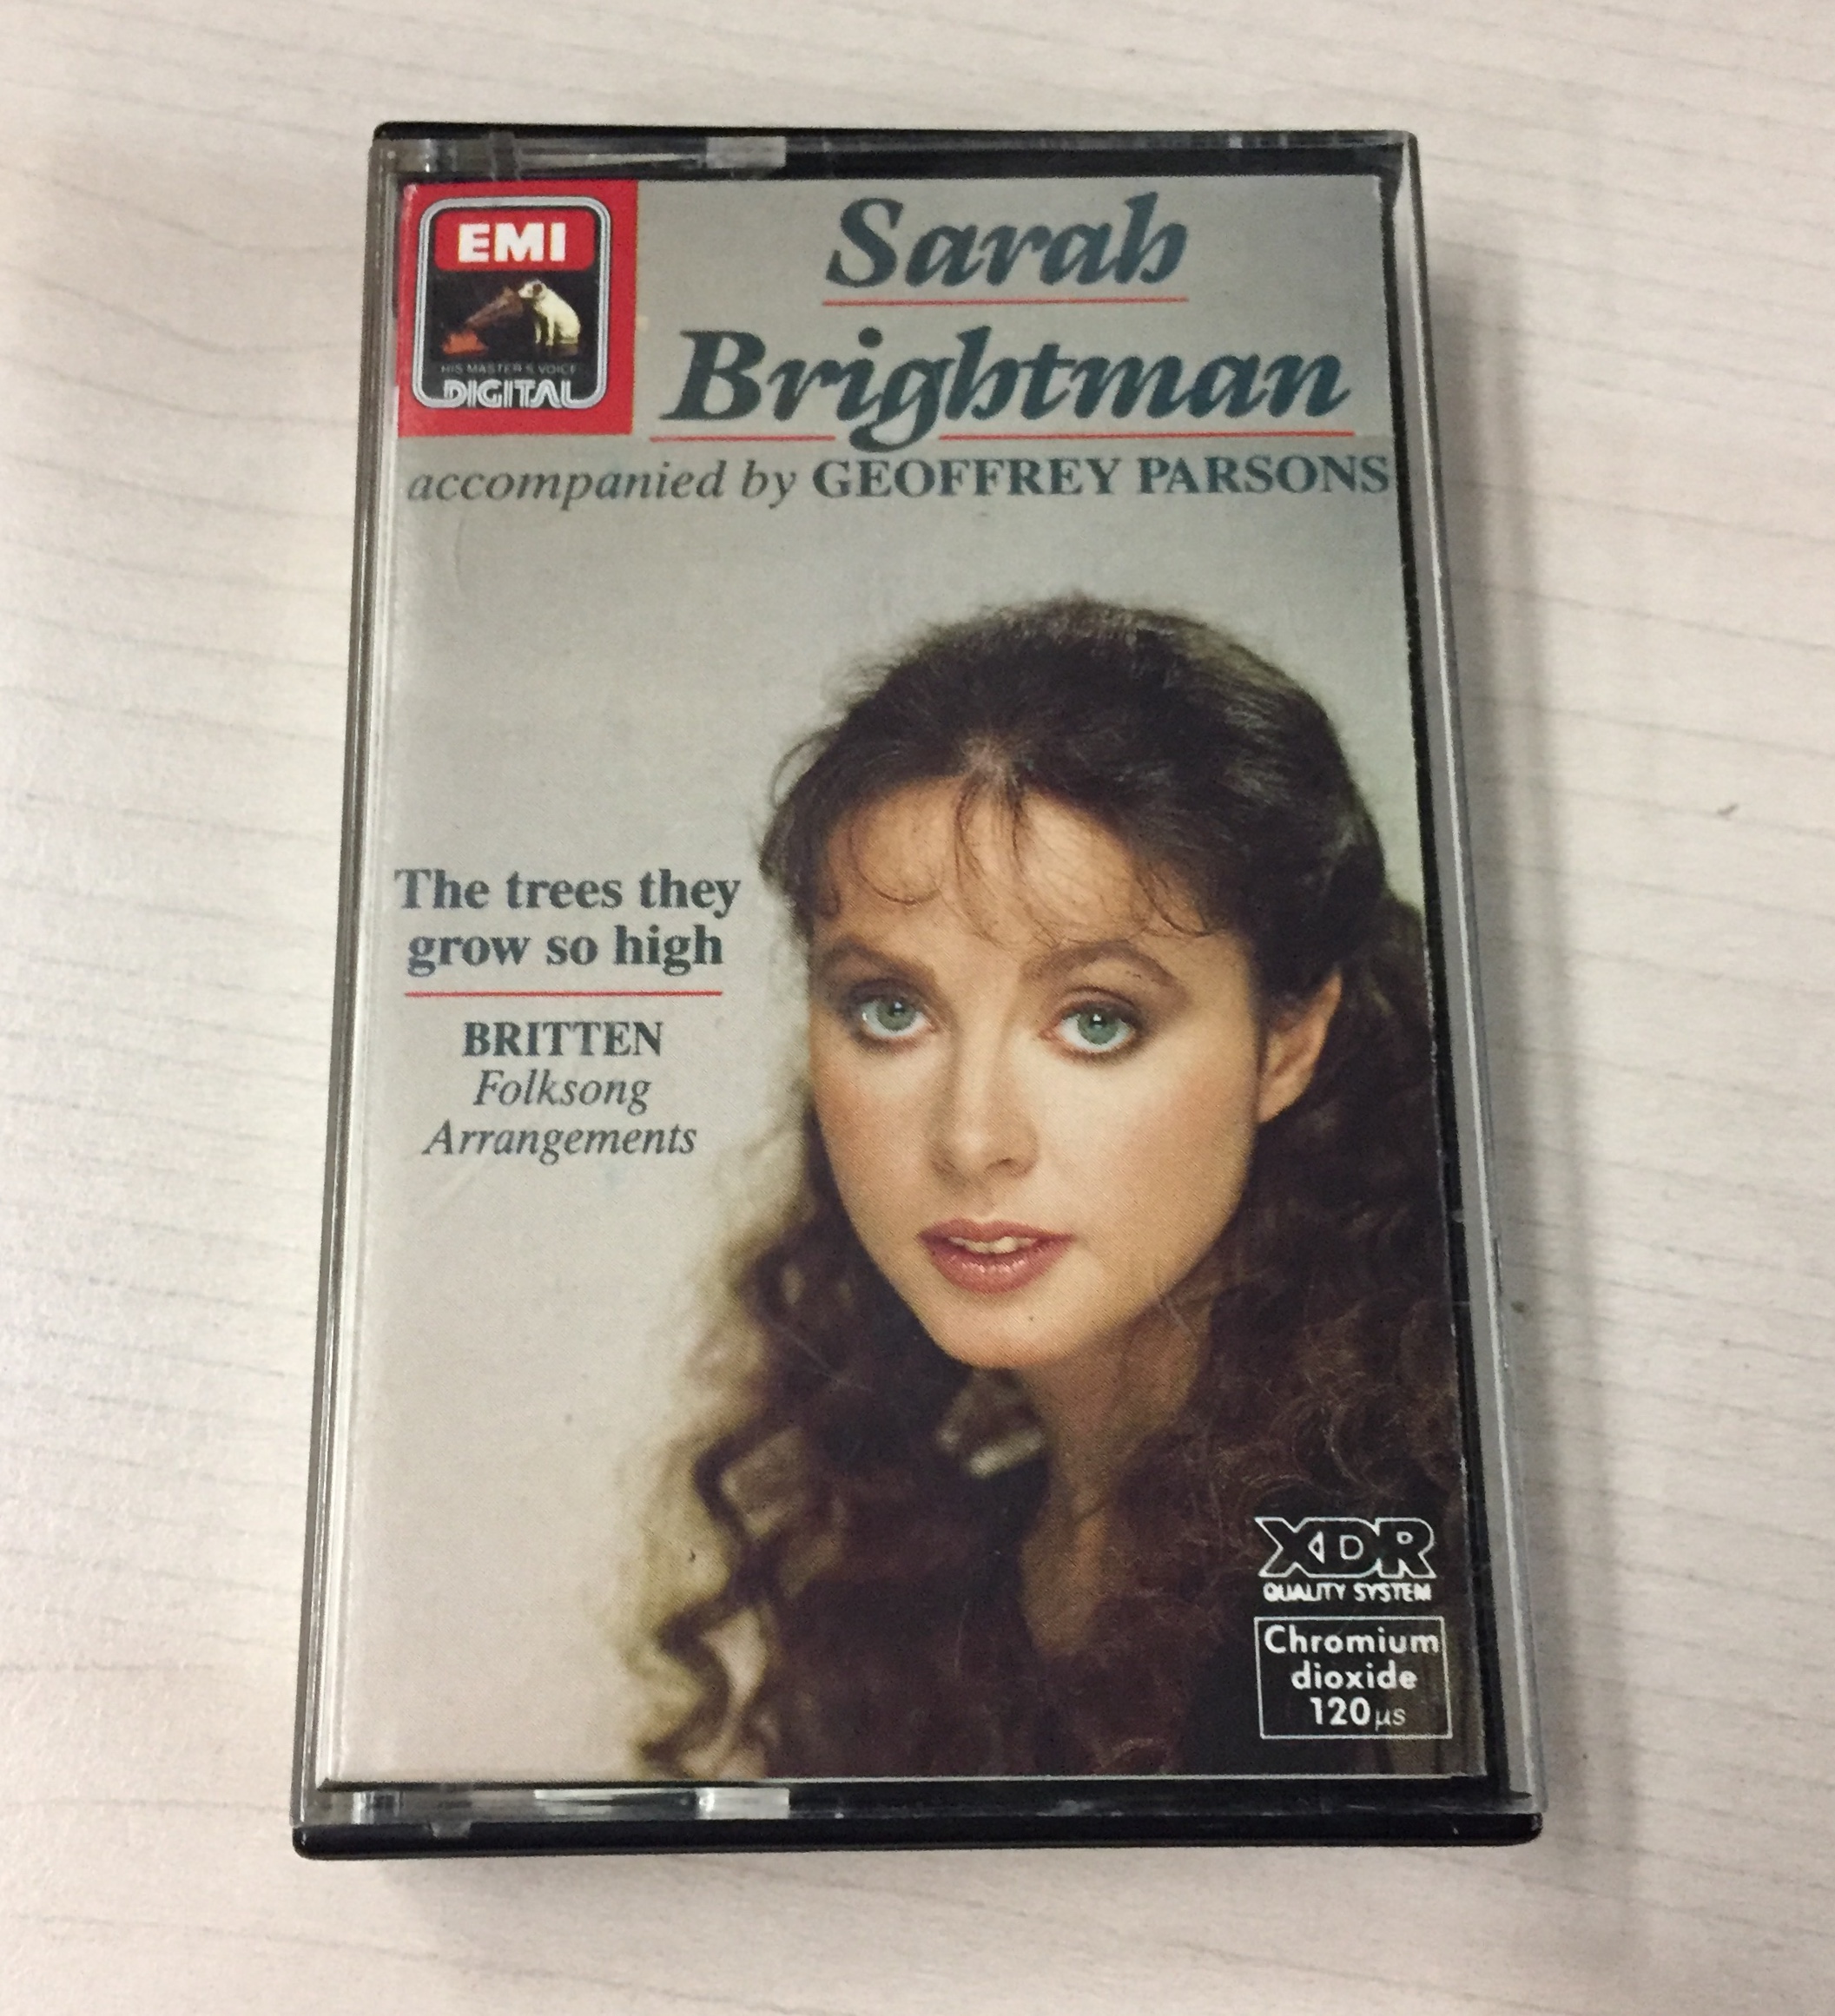 EMI
HIS MASTER'S VOICE
DIGITAL
Sarah
Brightman
accompanied by GEOFFREY PARSONS
The trees they
grow so high
BRITTEN
Folksong
Arrangements
XDR
QUALITY SYSTEM
Chromium
dioxide
120µs